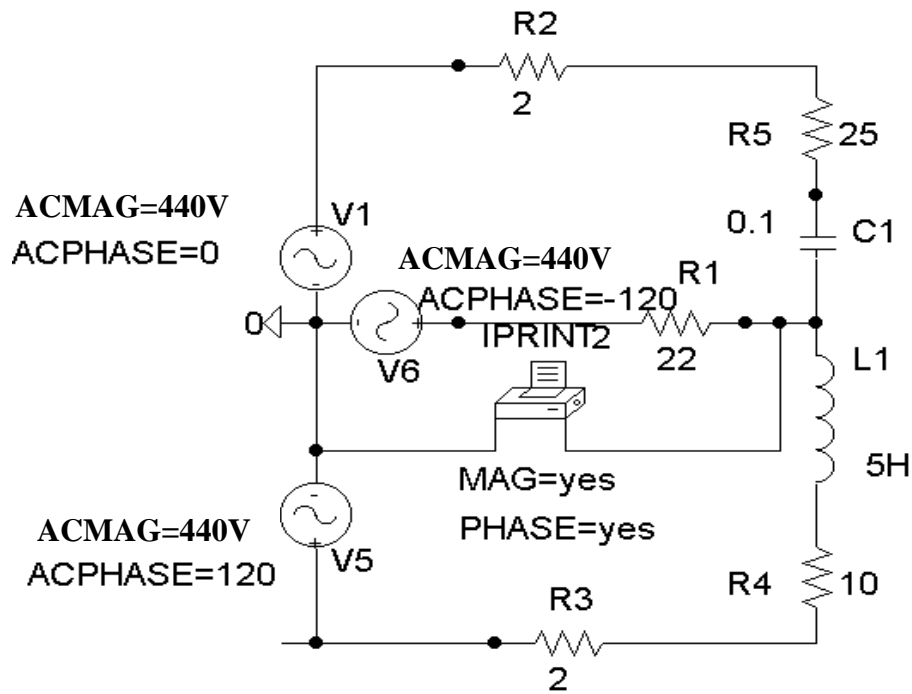 R2
2
R5
25
ACMAG=440V
ACPHASE=0
V1
0.1
C1
ACMAG=440V
ACPHASE=-120
R1
0
IPRINT2
22
V6
L1
5H
MAG=yes
PHASE=yes
ACMAG=440V
ACPHASE=120
V5
R4
10
R3
2